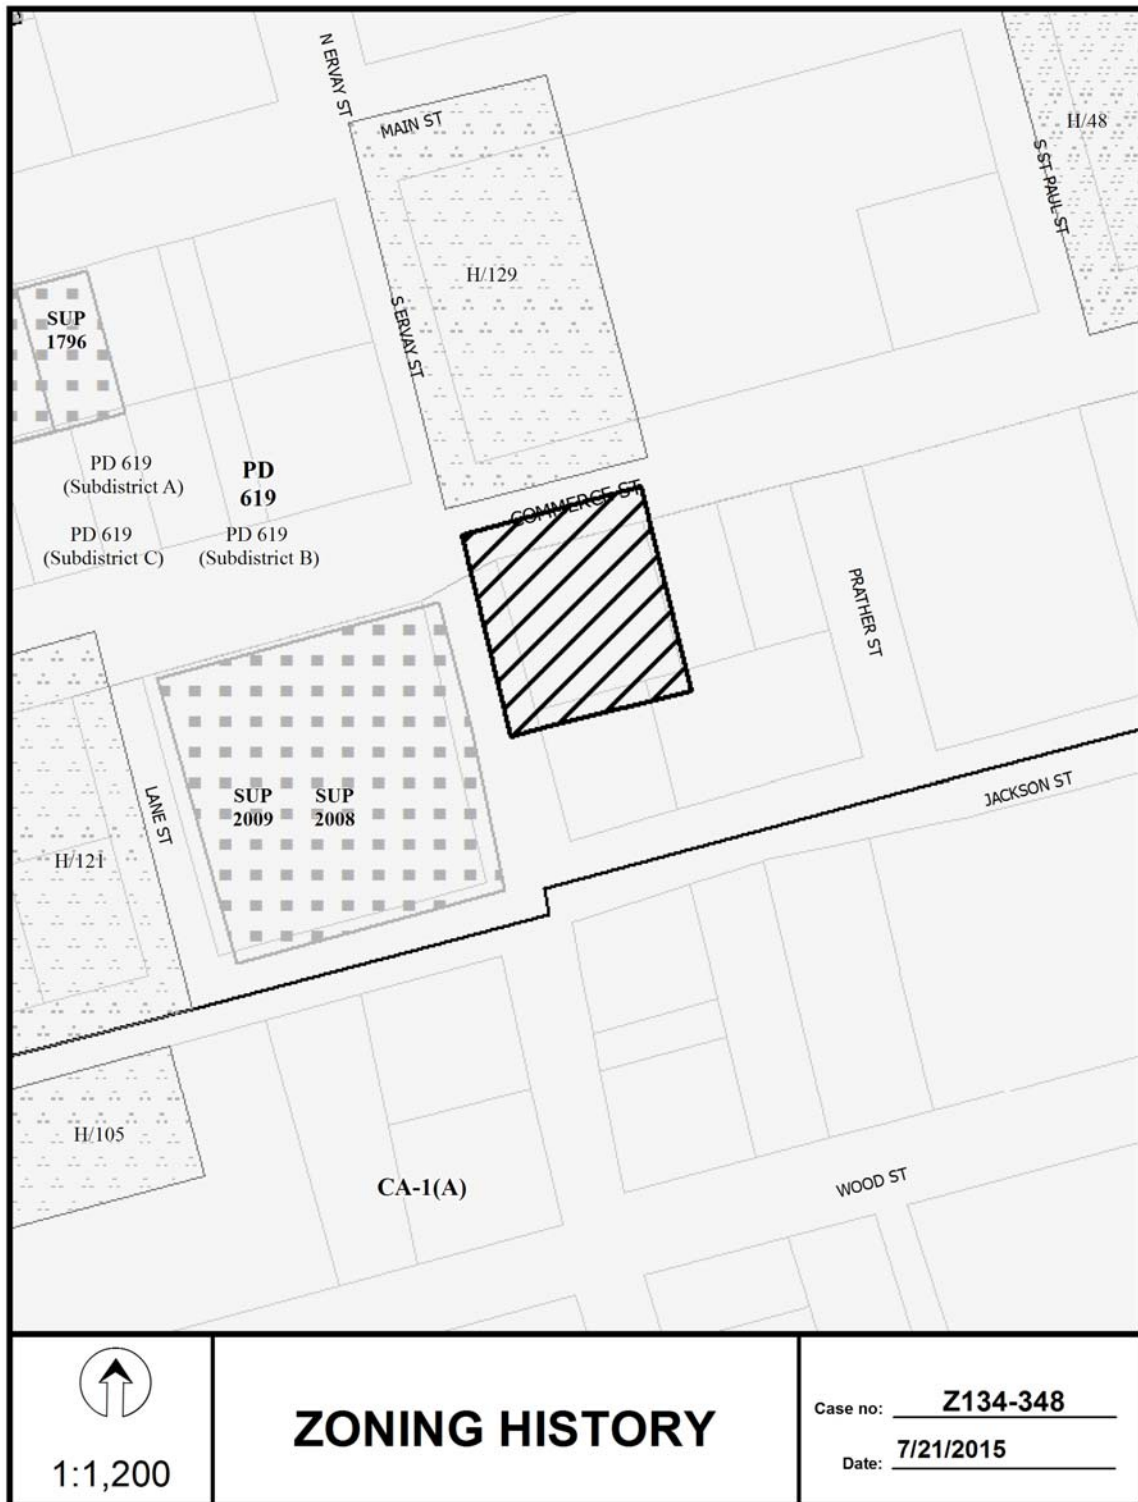 N ERVAY ST
MAIN ST
H/48
S ST PAUL ST
H/129
S ERVAY ST
SUP
1796
PD 619
(Subdistrict A)
PD
619
PD 619
(Subdistrict C)
PD 619
(Subdistrict B)
COMMERCE ST
PRATHER ST
LANE ST
SUP
2009
SUP
2008
JACKSON ST
H/121
H/105
CA-1(A)
WOOD ST
1:1,200
ZONING HISTORY
Case no: Z134-348
Date: 7/21/2015